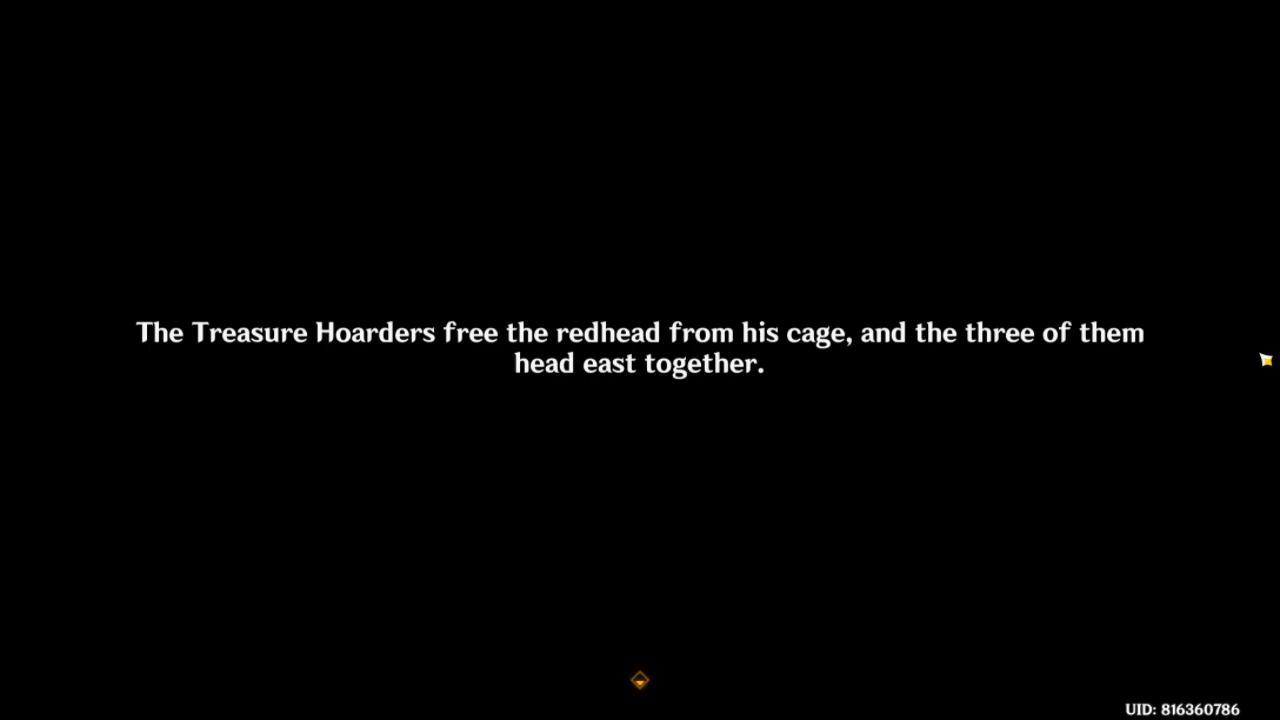 The Treasure Hoarders free the redhead from his cage, and the three of them
head east together.
UID: 816360786